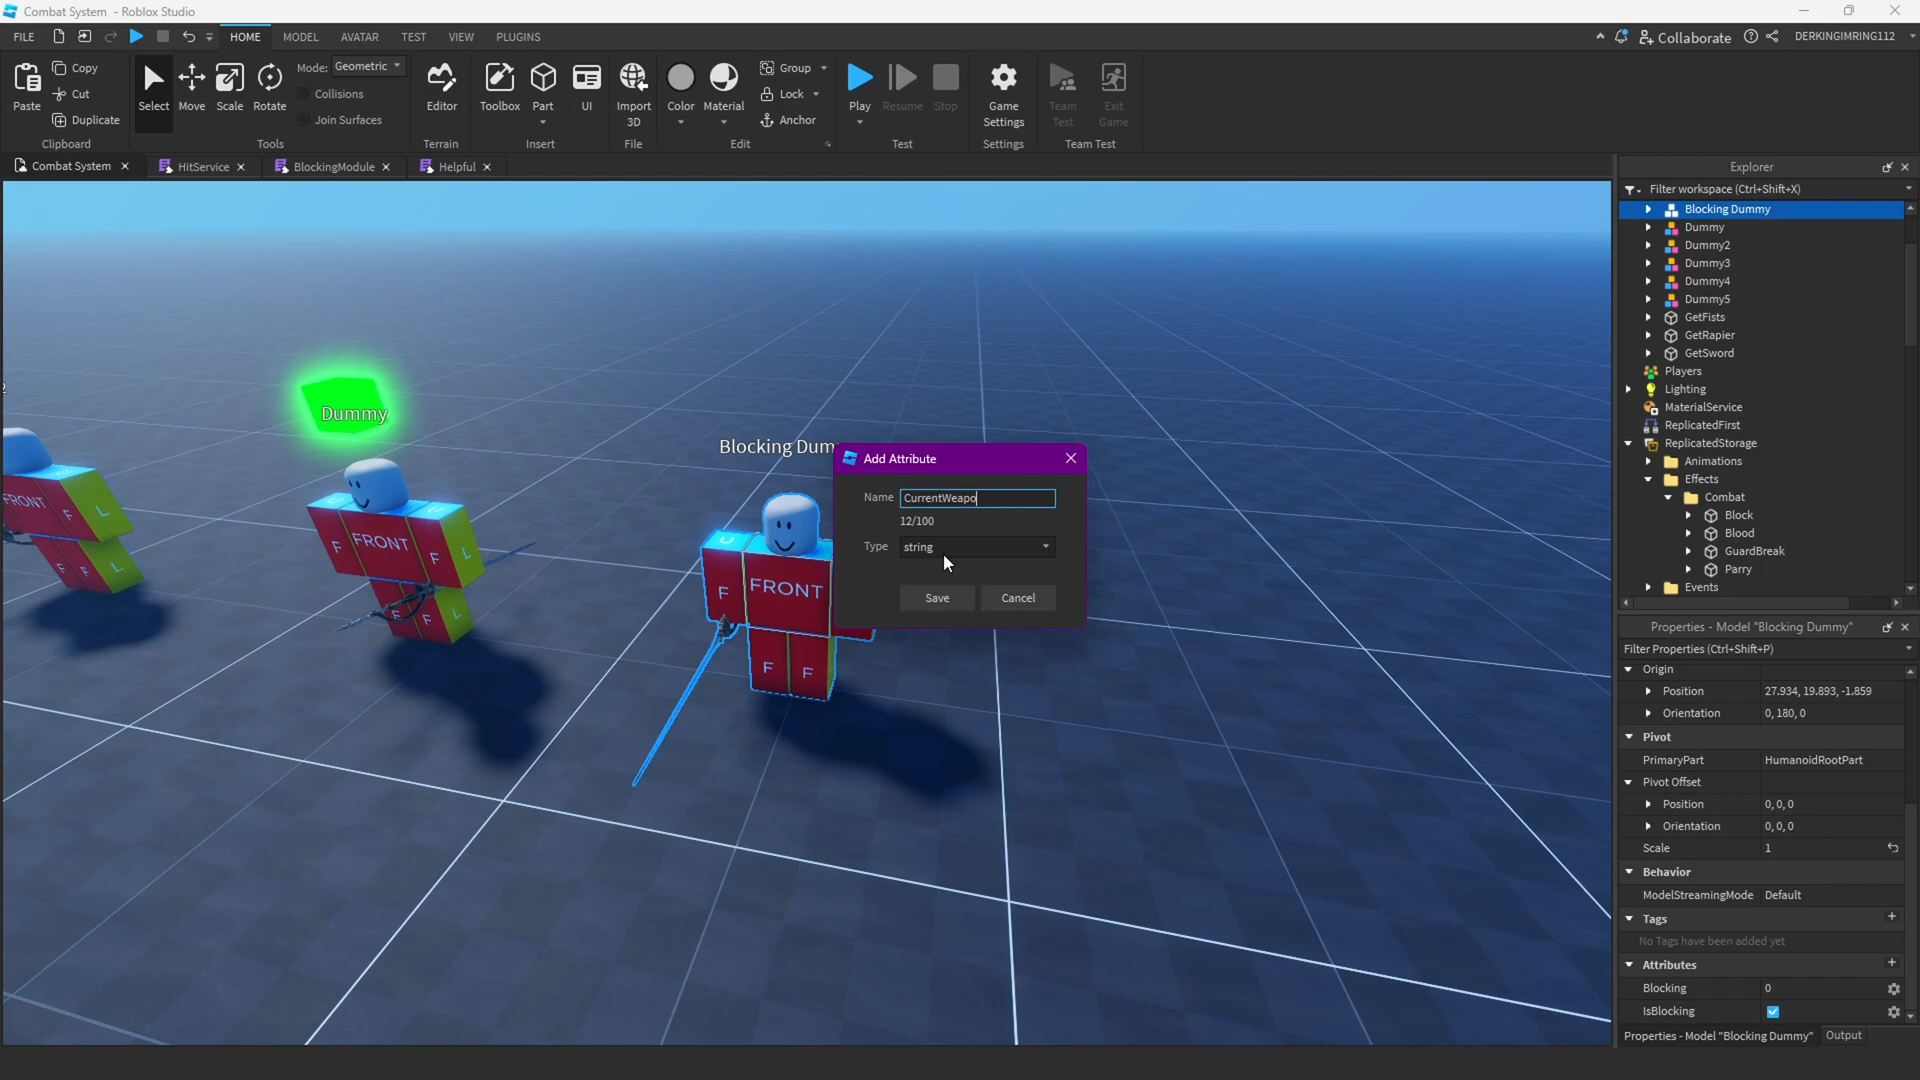 Combat System - Roblox Studio
FILE HOME MODEL AVATAR TEST VIEW PLUGINS Collaborate DERKINGIMRING112
Paste Copy Cut Duplicate Clipboard
Select Move Scale Rotate Mode: Geometric Collisions Join Surfaces Tools
Editor Terrain
Toolbox Part UI Insert
Import 3D File
Color Material Group Lock Anchor Edit
Play Resume Stop Test
Game Settings Settings
Team Test Exit Game Team Test
Combat System HitService BlockingModule Helpful
Dummy
Blocking Dum
FRONT F L F F
U U F FRONT F L F F L
U F FRONT F F
Add Attribute
Name CurrentWeapo
12/100
Type string
Save Cancel
Explorer
Filter workspace (Ctrl+Shift+X)
Blocking Dummy
Dummy
Dummy2
Dummy3
Dummy4
Dummy5
GetFists
GetRapier
GetSword
Players
Lighting
MaterialService
ReplicatedFirst
ReplicatedStorage
Animations
Effects
Combat
Block
Blood
GuardBreak
Parry
Events
Properties - Model "Blocking Dummy"
Filter Properties (Ctrl+Shift+P)
Origin
Position 27.934, 19.893, -1.859
Orientation 0, 180, 0
Pivot
PrimaryPart HumanoidRootPart
Pivot Offset
Position 0, 0, 0
Orientation 0, 0, 0
Scale 1
Behavior
ModelStreamingMode Default
Tags
No Tags have been added yet
Attributes
Blocking 0
IsBlocking
Properties - Model "Blocking Dummy" Output